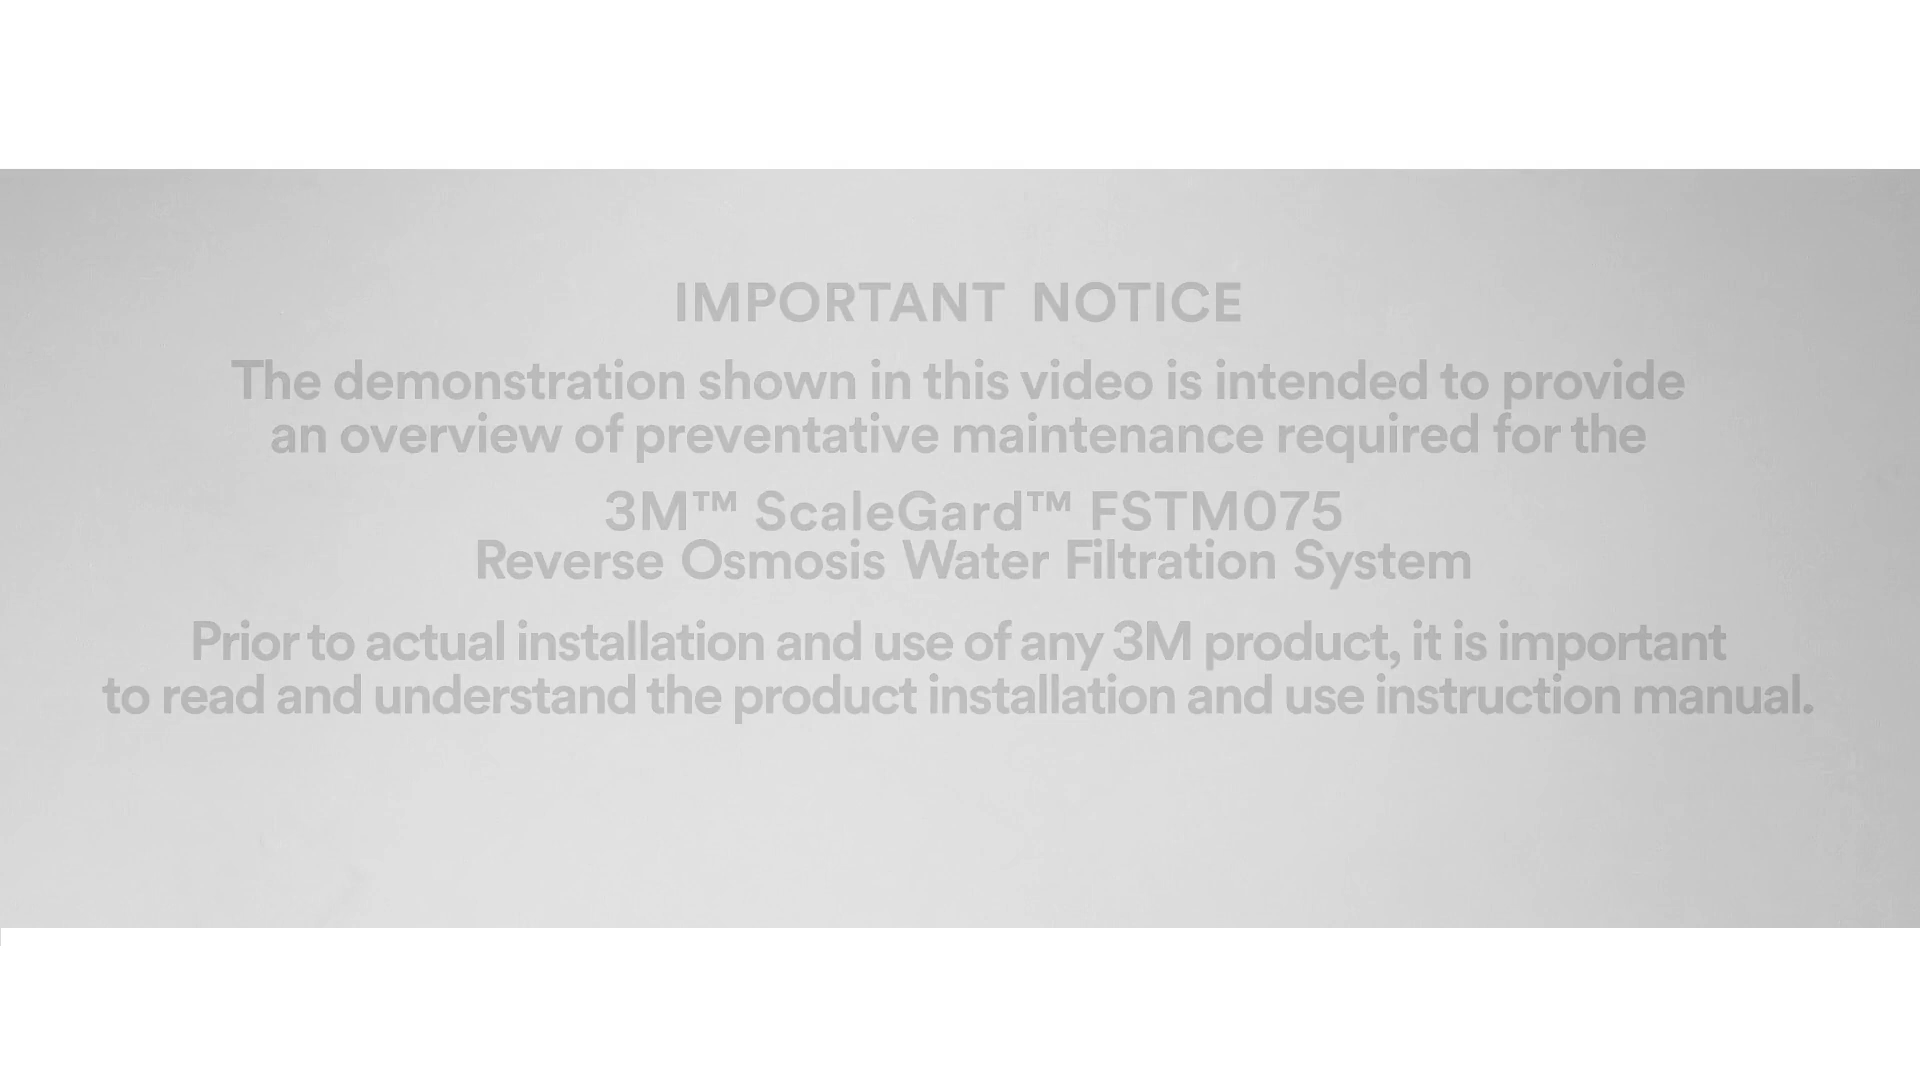 IMPORTANT NOTICE
The demonstration shown in this video is intended to provide
an overview of preventative maintenance required for the
3M™ ScaleGard™ FSTM075
Reverse Osmosis Water Filtration System
Prior to actual installation and use of any 3M product, it is important
to read and understand the product installation and use instruction manual.